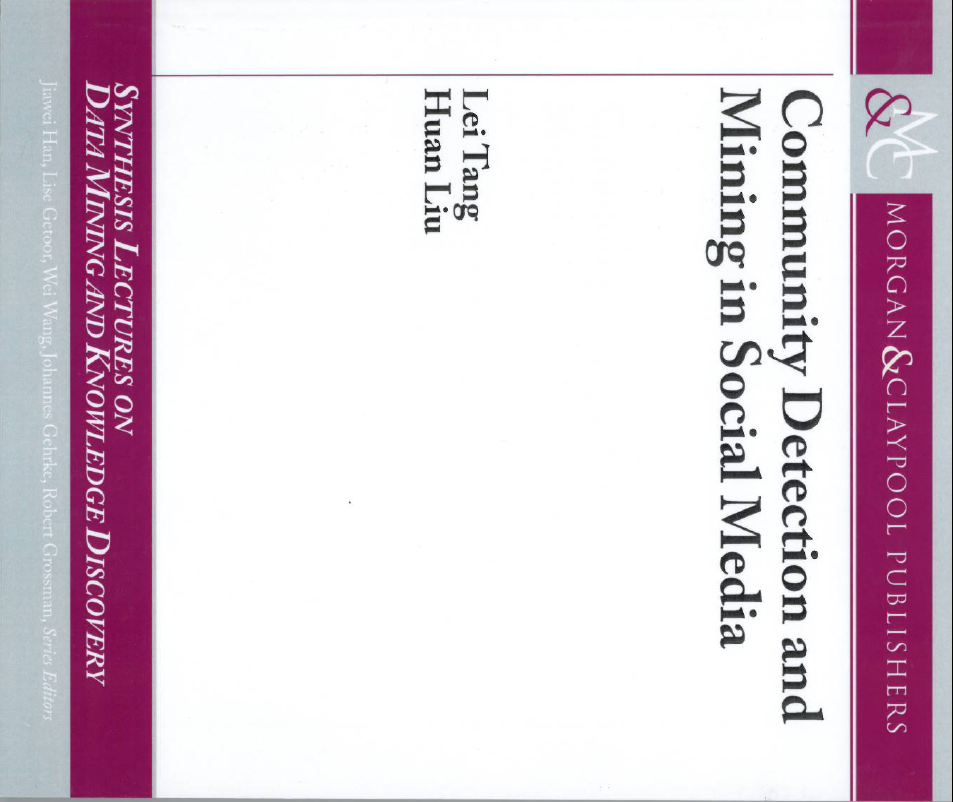 M&C
MORGAN & CLAYPOOL PUBLISHERS
Community Detection and
Mining in Social Media
Lei Tang
Huan Liu
SYNTHESIS LECTURES ON
DATA MINING AND KNOWLEDGE DISCOVERY
Jiawei Han, Lise Getoor, Wei Wang, Johannes Gehrke, Robert Grossman, Series Editors